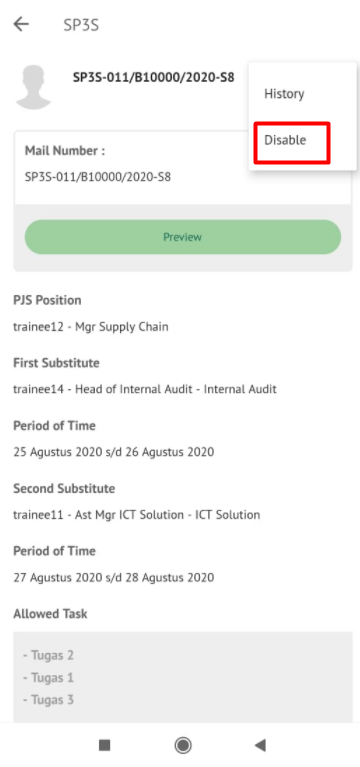 SP3S
SP3S-011/B10000/2020-S8
History
Disable
Mail Number :
SP3S-011/B10000/2020-S8
Preview
PJS Position
trainee12 - Mgr Supply Chain
First Substitute
trainee14 - Head of Internal Audit - Internal Audit
Period of Time
25 Agustus 2020 s/d 26 Agustus 2020
Second Substitute
trainee11 - Ast Mgr ICT Solution - ICT Solution
Period of Time
27 Agustus 2020 s/d 28 Agustus 2020
Allowed Task
- Tugas 2
- Tugas 1
- Tugas 3